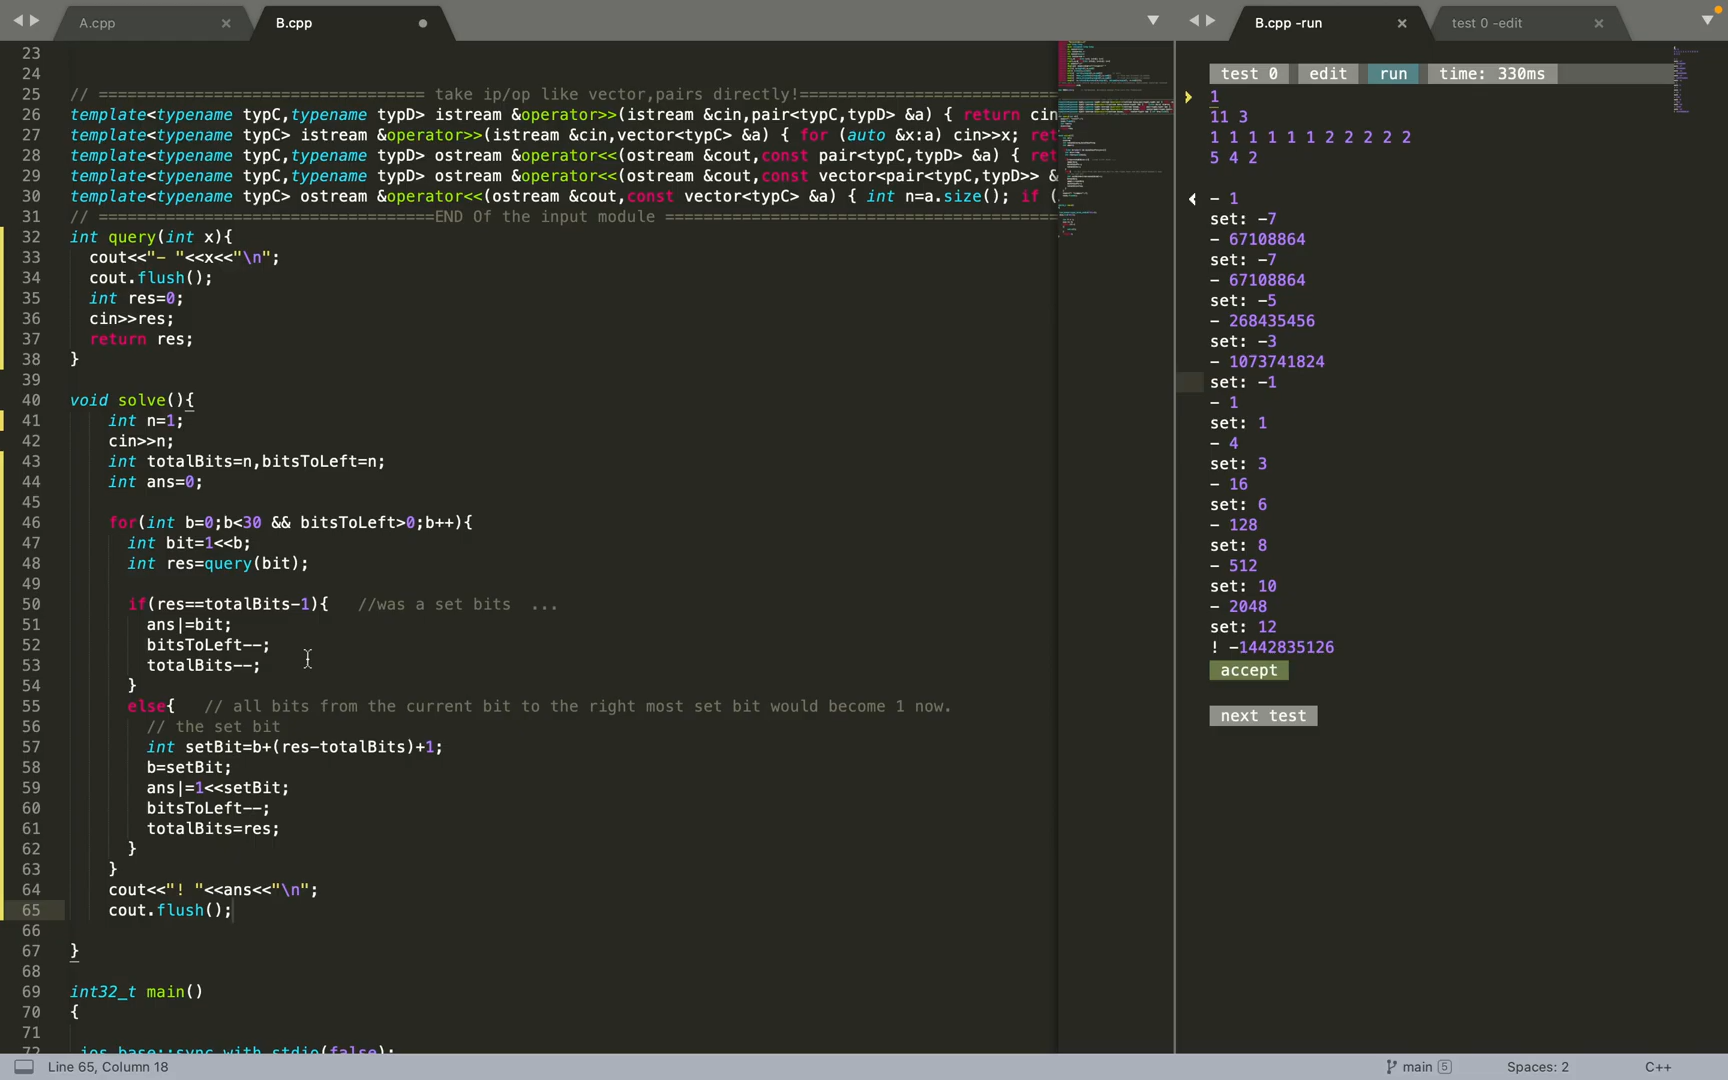 A.cpp
B.cpp
B.cpp -run
test 0 -edit
23
24
25 // ================================== take ip/op like vector,pairs directly!===========================
26 template<typename typC,typename typD> istream &operator>>(istream &cin,pair<typC,typD> &a) { return cin
27 template<typename typC> istream &operator>>(istream &cin,vector<typC> &a) { for (auto &x:a) cin>>x; ret
28 template<typename typC,typename typD> ostream &operator<<(ostream &cout,const pair<typC,typD> &a) { ret
29 template<typename typC,typename typD> ostream &operator<<(ostream &cout,const vector<pair<typC,typD>> &
30 template<typename typC> ostream &operator<<(ostream &cout,const vector<typC> &a) { int n=a.size(); if (
31 // ===================================END Of the input module =========================================
32 int query(int x){
33 cout<<"- "<<x<<"\n";
34 cout.flush();
35 int res=0;
36 cin>>res;
37 return res;
38 }
39
40 void solve(){
41 int n=1;
42 cin>>n;
43 int totalBits=n,bitsToLeft=n;
44 int ans=0;
45
46 for(int b=0;b<30 && bitsToLeft>0;b++){
47 int bit=1<<b;
48 int res=query(bit);
49
50 if(res==totalBits-1){ //was a set bits ...
51 ans|=bit;
52 bitsToLeft--;
53 totalBits--;
54 }
55 else{ // all bits from the current bit to the right most set bit would become 1 now.
56 // the set bit
57 int setBit=b+(res-totalBits)+1;
58 b=setBit;
59 ans|=1<<setBit;
60 bitsToLeft--;
61 totalBits=res;
62 }
63 }
64 cout<<"! "<<ans<<"\n";
65 cout.flush();
66
67 }
68
69 int32_t main()
70 {
71
72 ios_base::sync_with_stdio(false);
test 0 edit run time: 330ms
1
11 3
1 1 1 1 1 1 2 2 2 2 2
5 4 2
- 1
set: -7
- 67108864
set: -7
- 67108864
set: -5
- 268435456
set: -3
- 1073741824
set: -1
- 1
set: 1
- 4
set: 3
- 16
set: 6
- 128
set: 8
- 512
set: 10
- 2048
set: 12
! -1442835126
accept
next test
Line 65, Column 18
main 5
Spaces: 2
C++